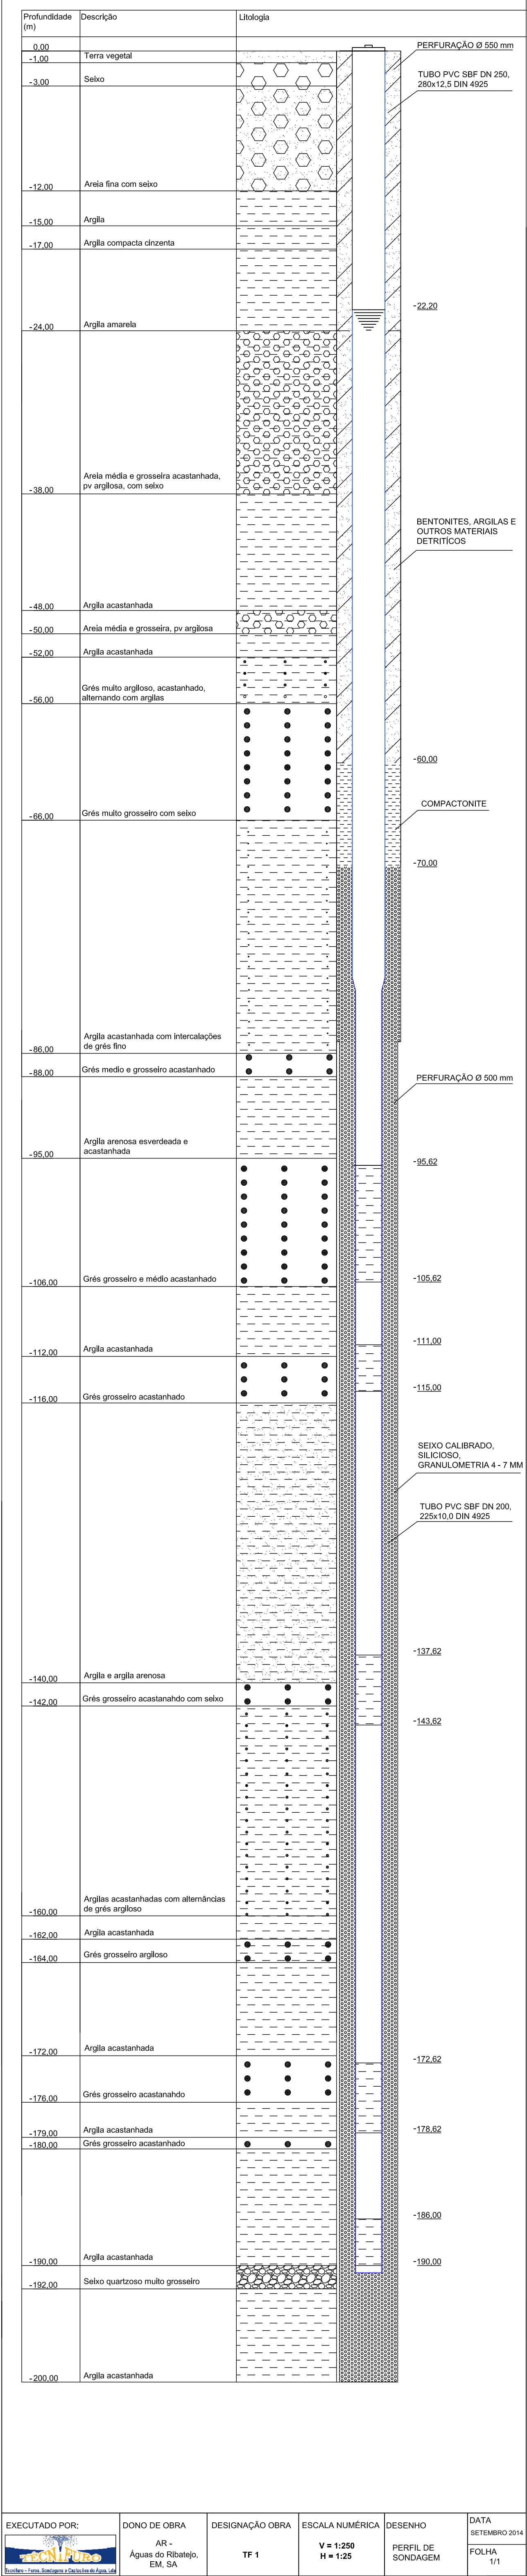 Profundidade
(m)
Descrição
Litologia
0,00
PERFURAÇÃO Ø 550 mm
Terra vegetal
-1,00
TUBO PVC SBF DN 250,
280x12,5 DIN 4925
Seixo
-3,00
Areia fina com seixo
-12,00
Argila
-15,00
Argila compacta cinzenta
-17,00
-22,20
Argila amarela
-24,00
Areia média e grosseira acastanhada,
pv argilosa, com seixo
-38,00
BENTONITES, ARGILAS E
OUTROS MATERIAIS
DETRITÍCOS
Argila acastanhada
-48,00
Areia média e grosseira, pv argilosa
-50,00
Argila acastanhada
-52,00
Grés muito argiloso, acastanhado,
alternando com argilas
-56,00
-60,00
COMPACTONITE
Grés muito grosseiro com seixo
-66,00
-70,00
Argila acastanhada com intercalações
de grés fino
-86,00
Grés medio e grosseiro acastanhado
-88,00
PERFURAÇÃO Ø 500 mm
Argila arenosa esverdeada e
acastanhada
-95,00
-95,62
Grés grosseiro e médio acastanhado
-106,00
-105,62
-111,00
Argila acastanhada
-112,00
-115,00
Grés grosseiro acastanhado
-116,00
SEIXO CALIBRADO,
SILICIOSO,
GRANULOMETRIA 4 - 7 MM
TUBO PVC SBF DN 200,
225x10,0 DIN 4925
-137,62
Argila e argila arenosa
-140,00
Grés grosseiro acastanahdo com seixo
-142,00
-143,62
Argilas acastanhadas com alternâncias
de grés argiloso
-160,00
Argila acastanhada
-162,00
Grés grosseiro argiloso
-164,00
Argila acastanhada
-172,00
-172,62
Grés grosseiro acastanahdo
-176,00
Argila acastanhada
-179,00
-178,62
Grés grosseiro acastanhado
-180,00
-186,00
Argila acastanhada
-190,00
-190,00
Seixo quartzoso muito grosseiro
-192,00
Argila acastanhada
-200,00
EXECUTADO POR:
TECNIFURO
Tecnifuro - Furos, Sondagens e Captações de Água, Lda
DONO DE OBRA
AR -
Águas do Ribatejo,
EM, SA
DESIGNAÇÃO OBRA
TF 1
ESCALA NUMÉRICA
V = 1:250
H = 1:25
DESENHO
PERFIL DE
SONDAGEM
DATA
SETEMBRO 2014
FOLHA
1/1